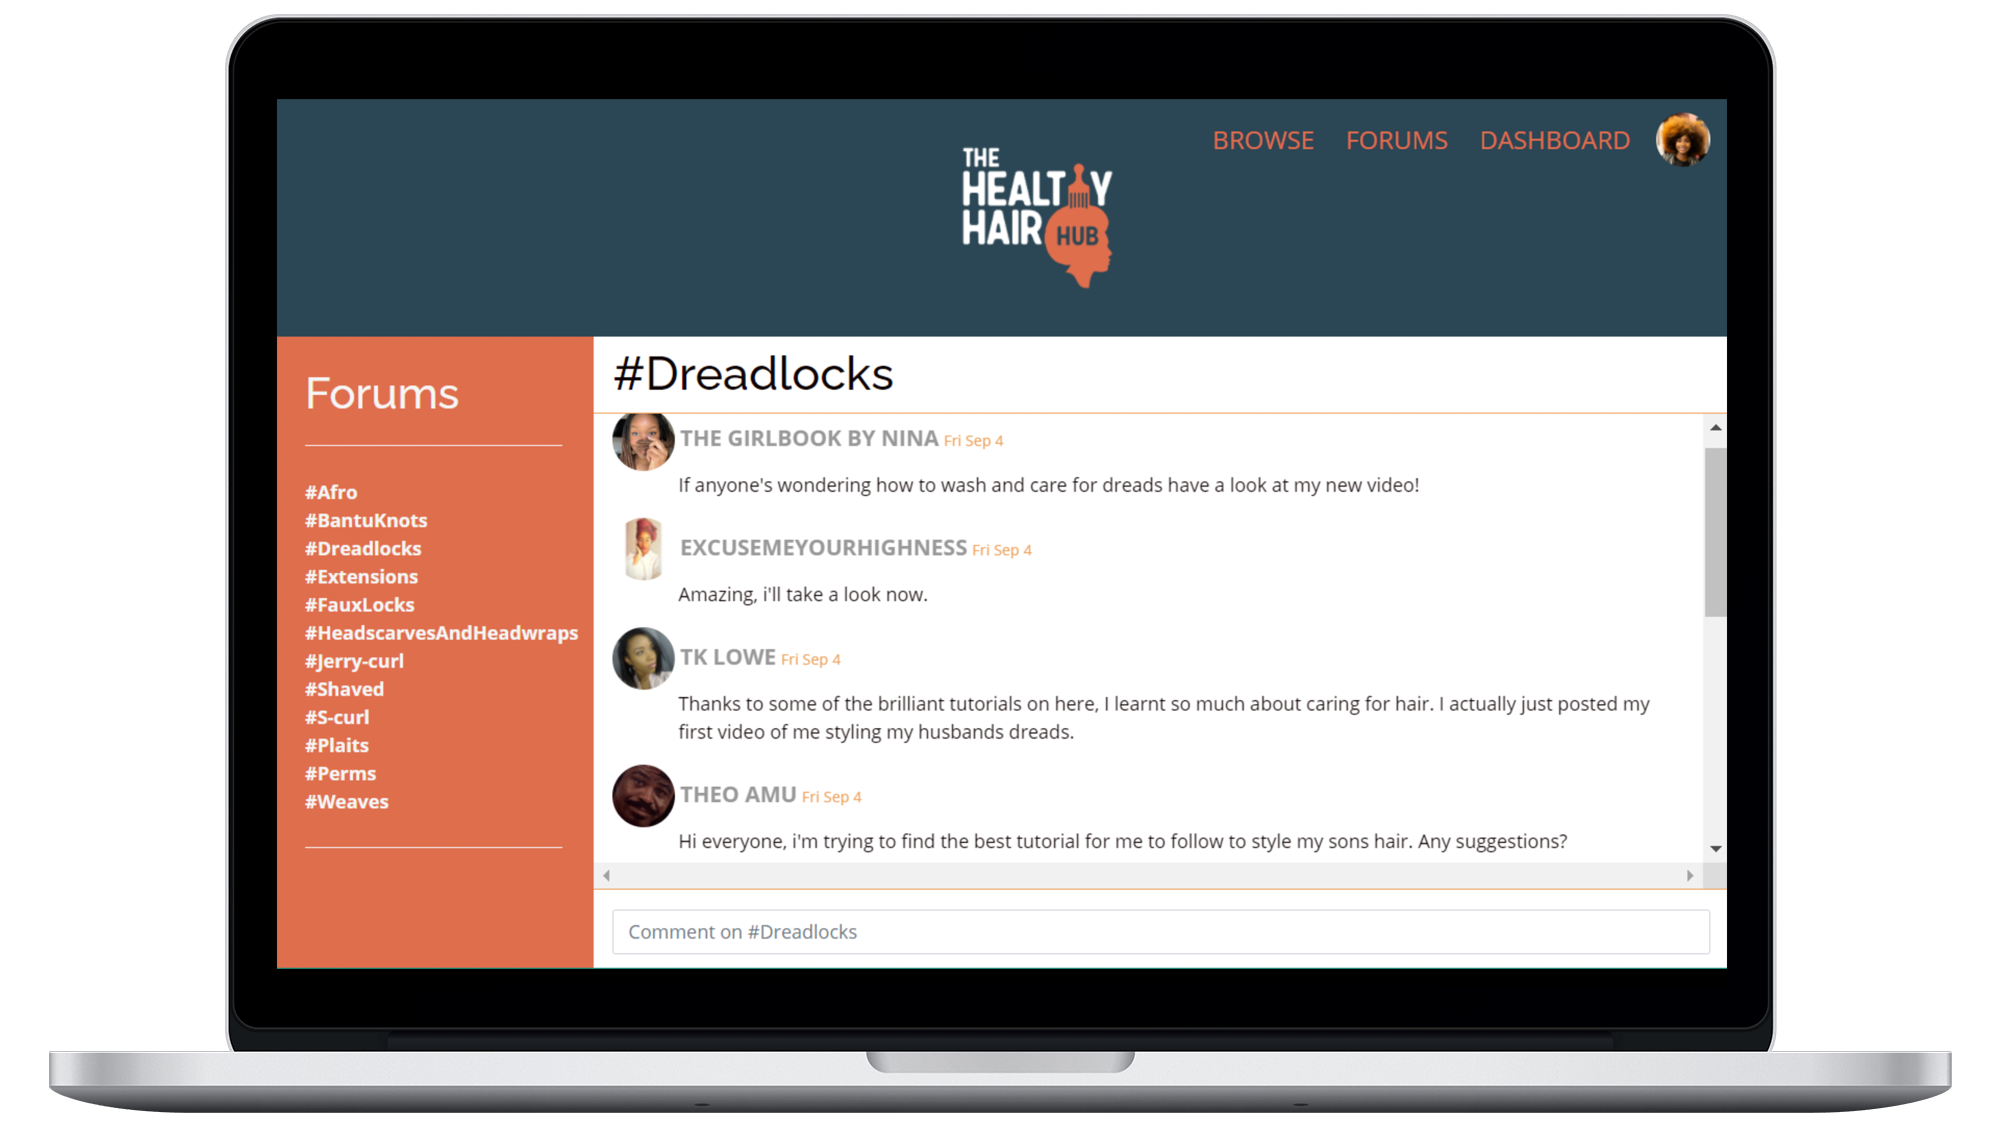 BROWSE FORUMS DASHBOARD
THE
HEALTHY
HAIR HUB
Forums
#Afro
#BantuKnots
#Dreadlocks
#Extensions
#FauxLocks
#HeadscarvesAndHeadwraps
#Jerry-curl
#Shaved
#S-curl
#Plaits
#Perms
#Weaves
#Dreadlocks
THE GIRLBOOK BY NINA Fri Sep 4
If anyone's wondering how to wash and care for dreads have a look at my new video!
EXCUSEMEYOURHIGHNESS Fri Sep 4
Amazing, i'll take a look now.
TK LOWE Fri Sep 4
Thanks to some of the brilliant tutorials on here, I learnt so much about caring for hair. I actually just posted my
first video of me styling my husbands dreads.
THEO AMU Fri Sep 4
Hi everyone, i'm trying to find the best tutorial for me to follow to style my sons hair. Any suggestions?
Comment on #Dreadlocks